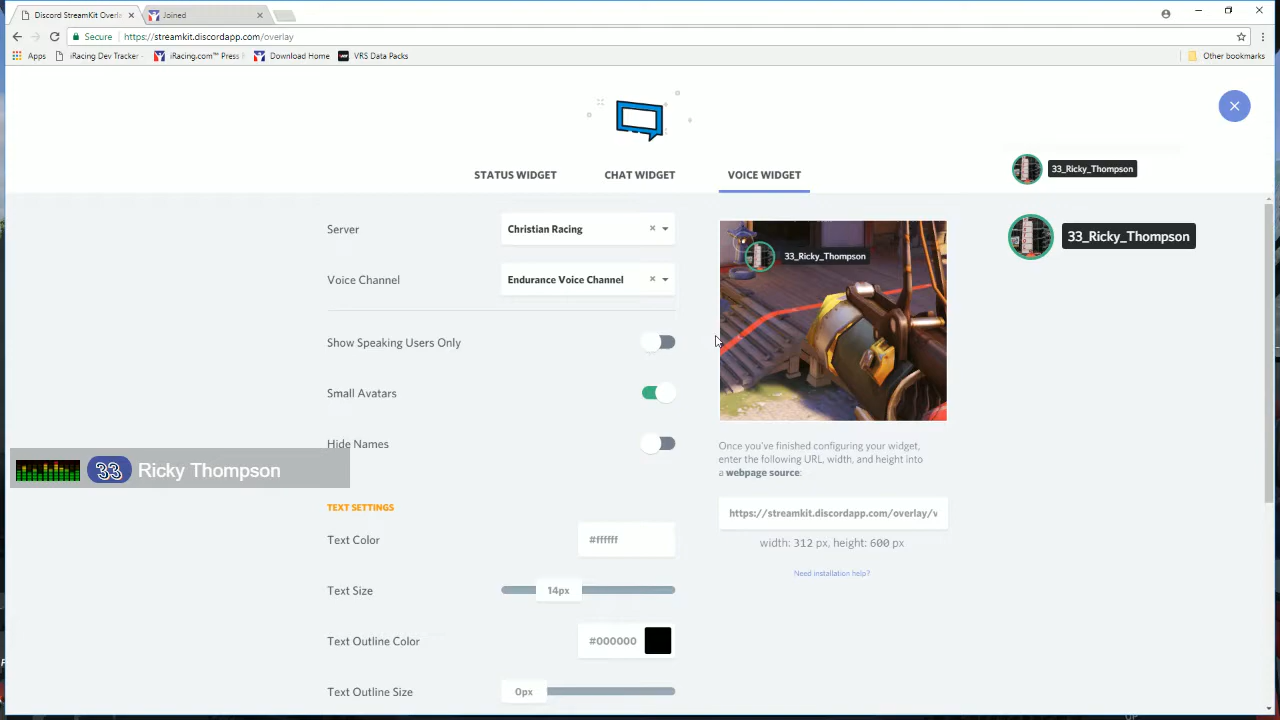 Discord StreamKit Overla
Joined
Secure
https://streamkit.discordapp.com/overlay
Apps
iRacing Dev Tracker
iRacing.com™ Press
Download Home
VRS Data Packs
Other bookmarks
STATUS WIDGET
CHAT WIDGET
VOICE WIDGET
33_Ricky_Thompson
Server
Christian Racing
33_Ricky_Thompson
33_Ricky_Thompson
Voice Channel
Endurance Voice Channel
Show Speaking Users Only
Small Avatars
Hide Names
Once you've finished configuring your widget,
enter the following URL, width, and height into
a webpage source:
33 Ricky Thompson
TEXT SETTINGS
https://streamkit.discordapp.com/overlay/v
Text Color
#ffffff
width: 312 px, height: 600 px
Need installation help?
Text Size
14px
Text Outline Color
#000000
Text Outline Size
0px